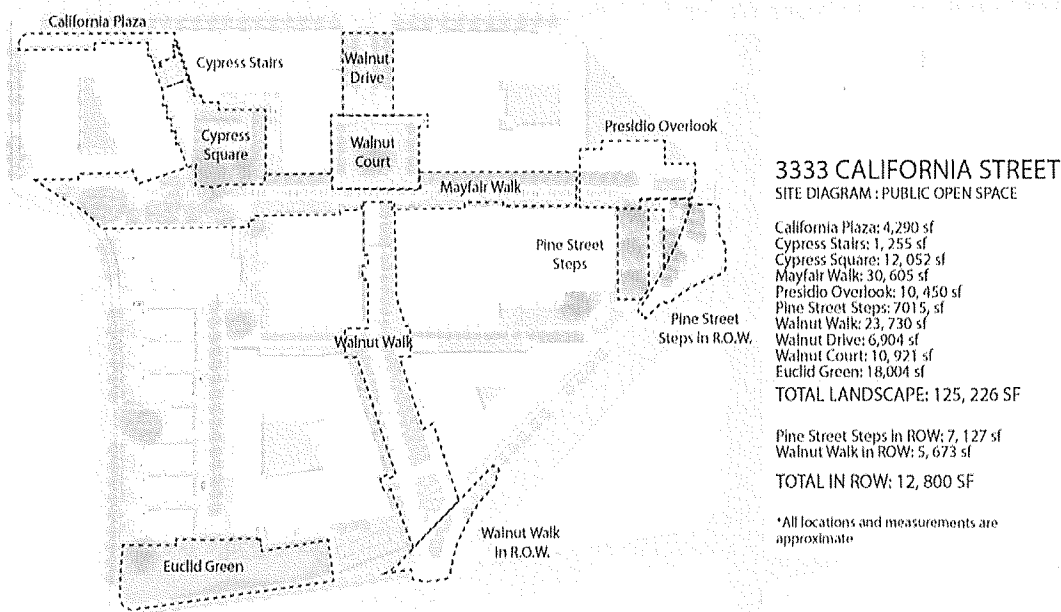 California Plaza
Cypress Stairs
Walnut
Drive
Cypress
Square
Walnut
Court
Presidio Overlook
Mayfair Walk
Pine Street
Steps
Pine Street
Steps in R.O.W.
Walnut Walk
Walnut Walk
in R.O.W.
Euclid Green
3333 CALIFORNIA STREET
SITE DIAGRAM : PUBLIC OPEN SPACE
California Plaza: 4,290 sf
Cypress Stairs: 1, 255 sf
Cypress Square: 12, 052 sf
Mayfair Walk: 30, 605 sf
Presidio Overlook: 10, 450 sf
Pine Street Steps: 7015, sf
Walnut Walk: 23, 730 sf
Walnut Drive: 6,904 sf
Walnut Court: 10, 921 sf
Euclid Green: 18,004 sf
TOTAL LANDSCAPE: 125, 226 SF
Pine Street Steps in ROW: 7, 127 sf
Walnut Walk in ROW: 5, 673 sf
TOTAL IN ROW: 12, 800 SF
*All locations and measurements are
approximate